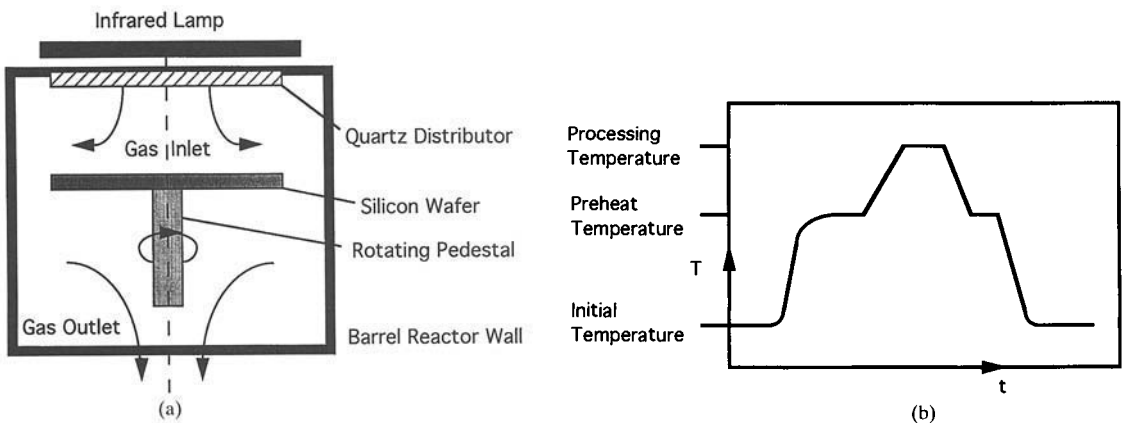 Infrared Lamp
Quartz Distributor
Gas Inlet
Silicon Wafer
Rotating Pedestal
Gas Outlet
Barrel Reactor Wall
(a)
Processing
Temperature
Preheat
Temperature
T
Initial
Temperature
t
(b)